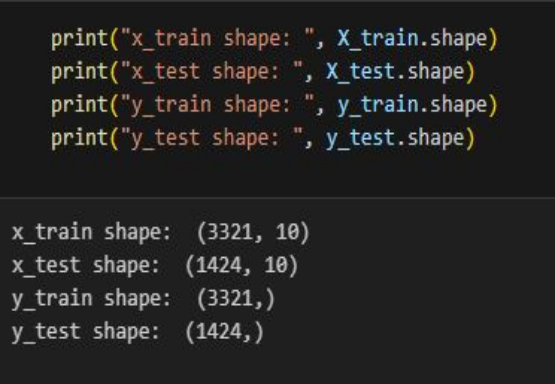 print("x_train shape: ", X_train.shape)
print("x_test shape: ", X_test.shape)
print("y_train shape: ", y_train.shape)
print("y_test shape: ", y_test.shape)
x_train shape:  (3321, 10)
x_test shape:  (1424, 10)
y_train shape:  (3321,)
y_test shape:  (1424,)